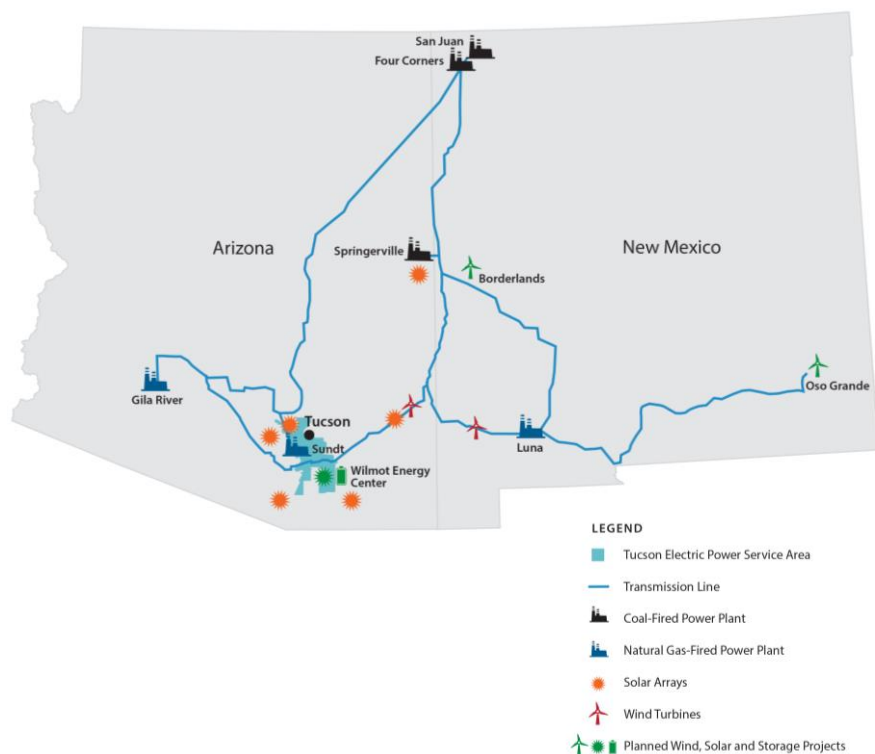 San Juan
Four Corners
Arizona
Springerville
New Mexico
Borderlands
Gila River
Oso Grande
Tucson
Sundt
Luna
Wilmot Energy
Center
LEGEND
Tucson Electric Power Service Area
Transmission Line
Coal-Fired Power Plant
Natural Gas-Fired Power Plant
Solar Arrays
Wind Turbines
Planned Wind, Solar and Storage Projects